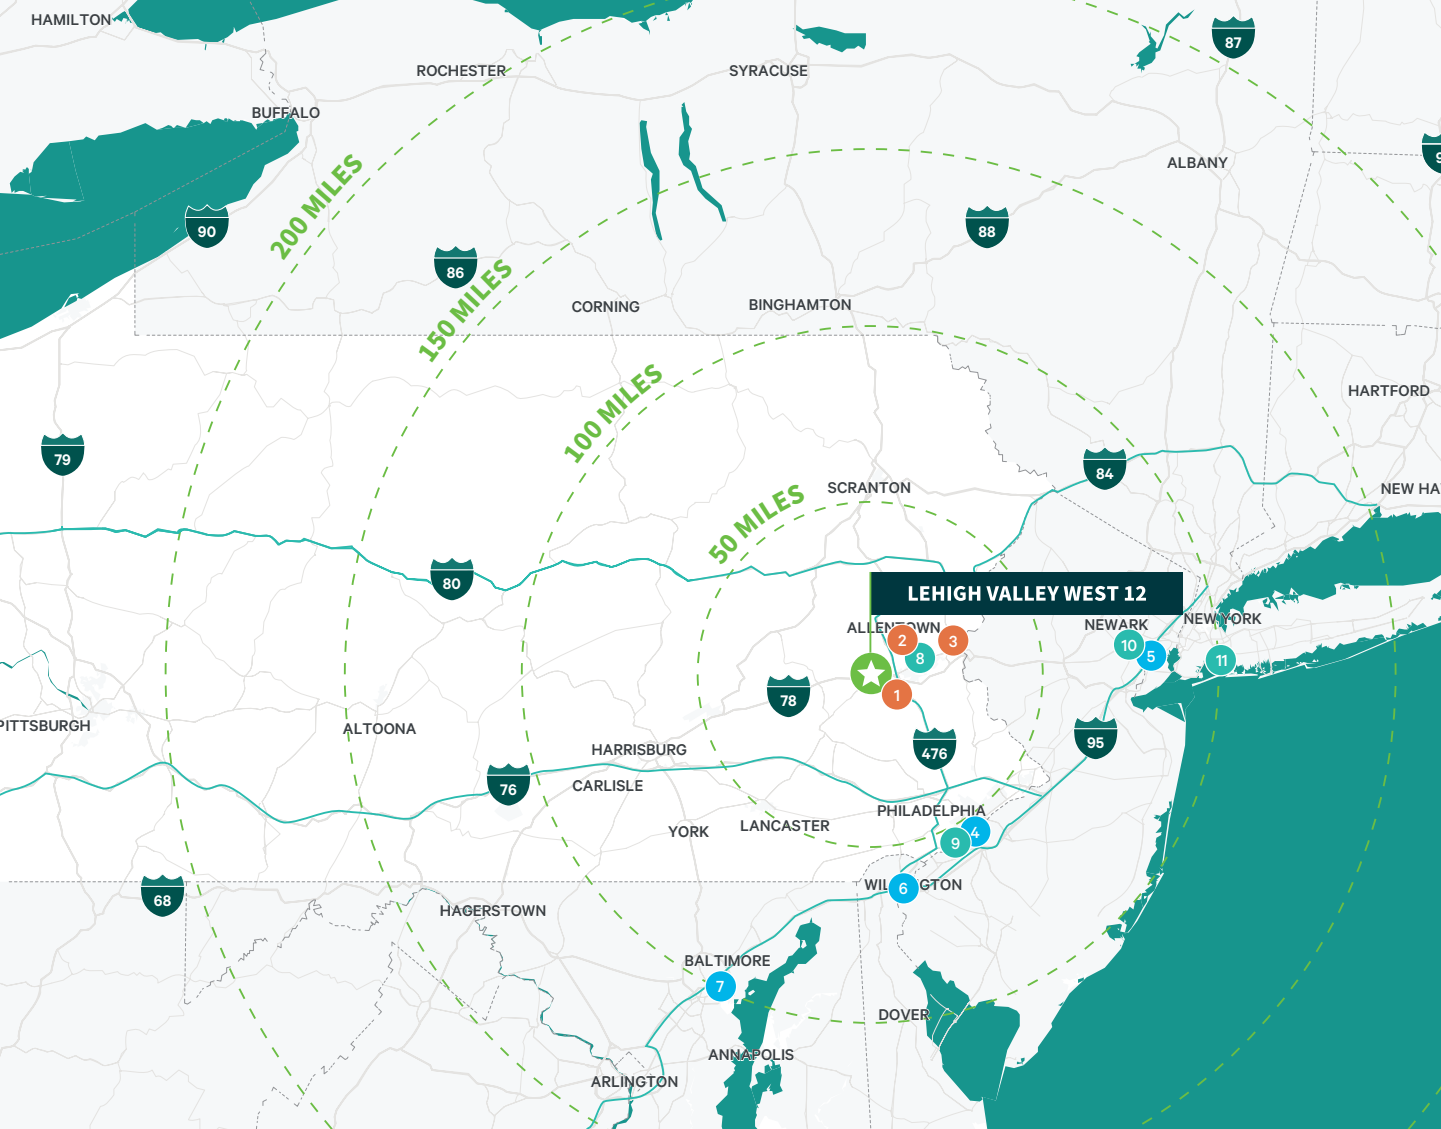 HAMILTON
87
ROCHESTER
SYRACUSE
BUFFALO
ALBANY
200 MILES
90
88
86
150 MILES
CORNING
BINGHAMTON
100 MILES
HARTFORD
79
84
SCRANTON
NEW HA
50 MILES
80
LEHIGH VALLEY WEST 12
ALLENTOWN
2
3
8
NEWARK
NEW YORK
10
5
11
1
78
PITTSBURGH
ALTOONA
HARRISBURG
476
95
76
CARLISLE
PHILADELPHIA
YORK
LANCASTER
4
9
WIL
GTON
6
68
HAGERSTOWN
BALTIMORE
7
DOVER
ANNAPOLIS
ARLINGTON